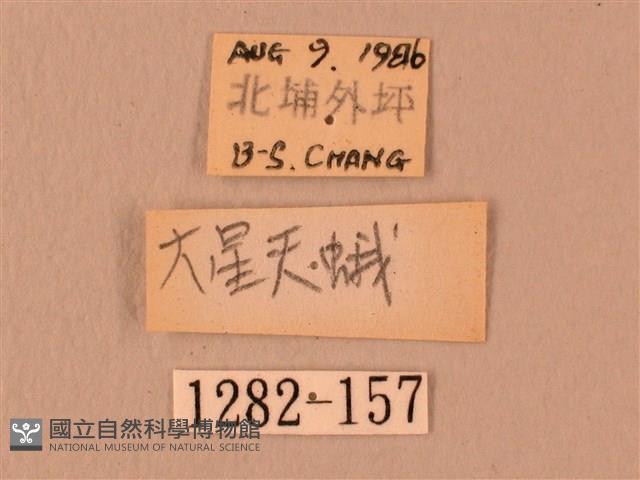 AUG 9. 1986
北埔外坪
B-S. CHANG
大星天蛾
1282-157
國立自然科學博物館
NATIONAL MUSEUM OF NATURAL SCIENCE